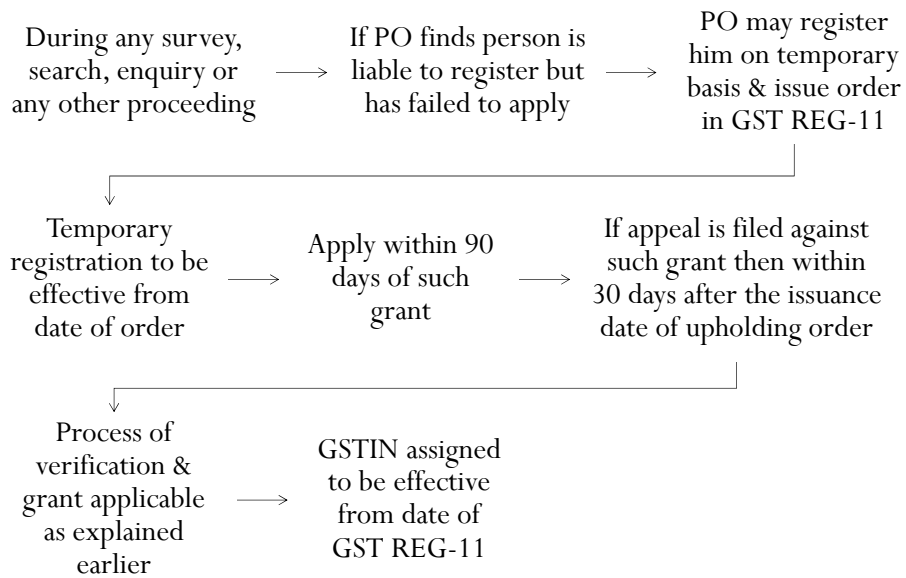 During any survey,
search, enquiry or
any other proceeding
If PO finds person is
liable to register but
has failed to apply
PO may register
him on temporary
basis & issue order
in GST REG-11
Temporary
registration to be
effective from
date of order
Apply within 90
days of such
grant
If appeal is filed against
such grant then within
30 days after the issuance
date of upholding order
Process of
verification &
grant applicable
as explained
earlier
GSTIN assigned
to be effective
from date of
GST REG-11